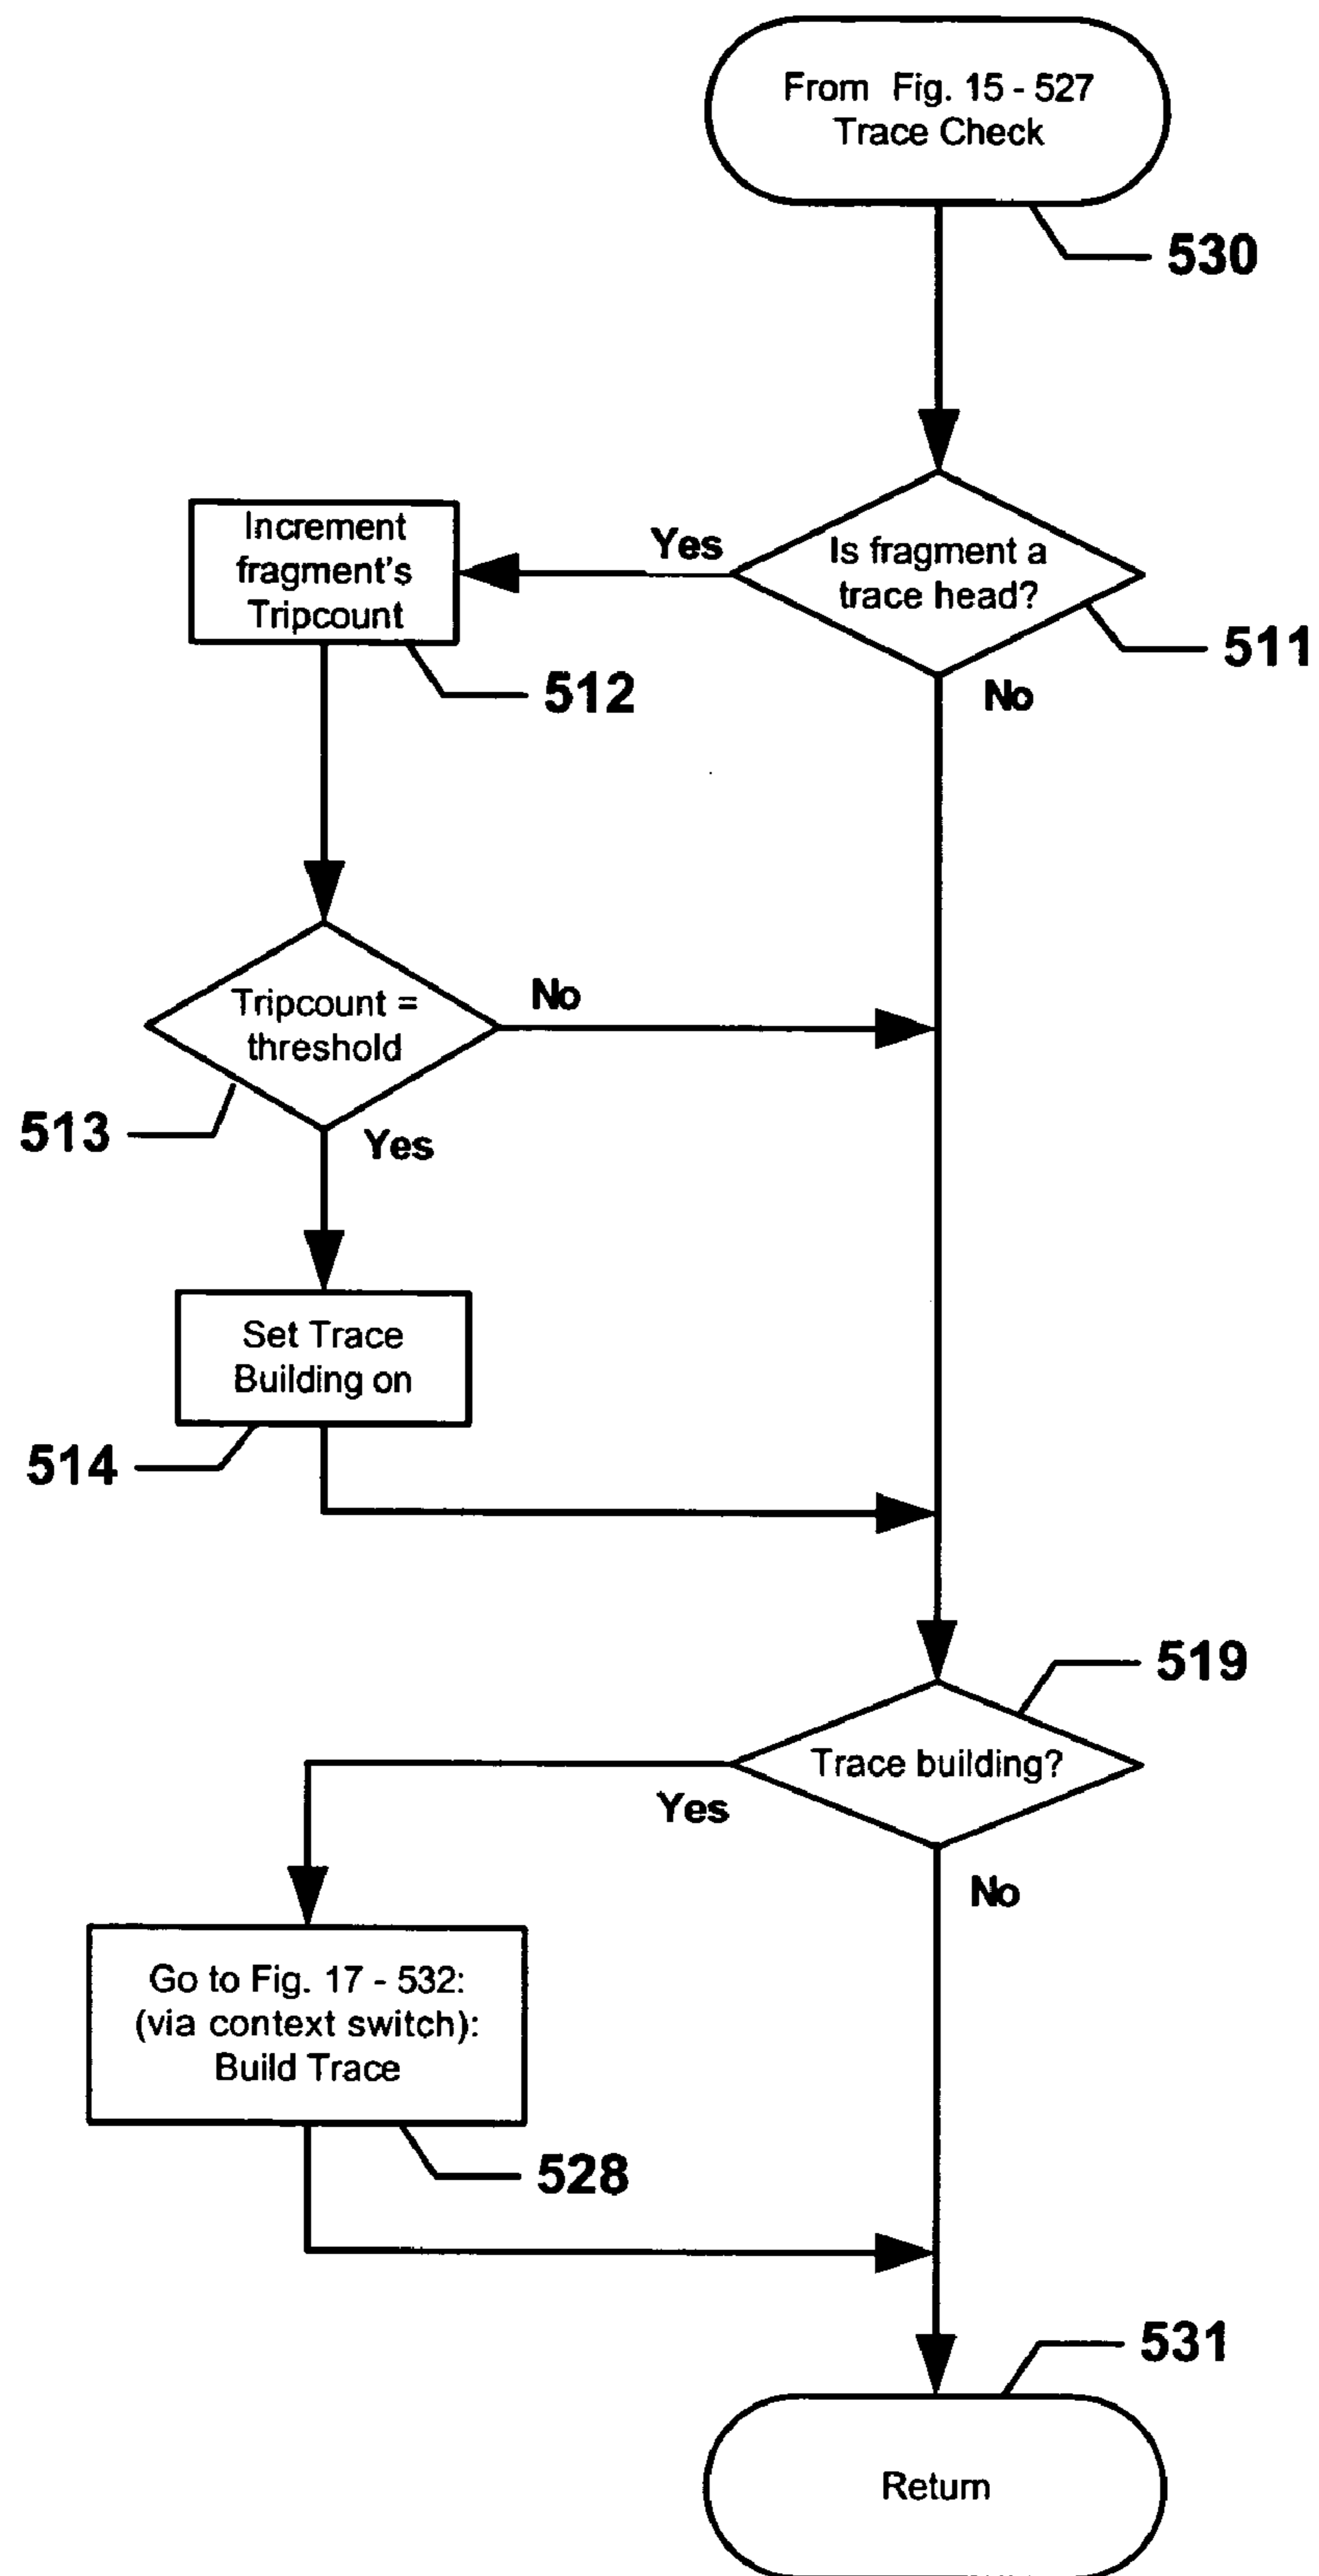 From Fig. 15 - 527
Trace Check
530
Is fragment a
trace head?
511
Yes
No
Increment
fragment's
Tripcount
512
Tripcount =
threshold
513
No
Yes
Set Trace
Building on
514
519
Trace building?
Yes
No
Go to Fig. 17 - 532:
(via context switch):
Build Trace
528
531
Return